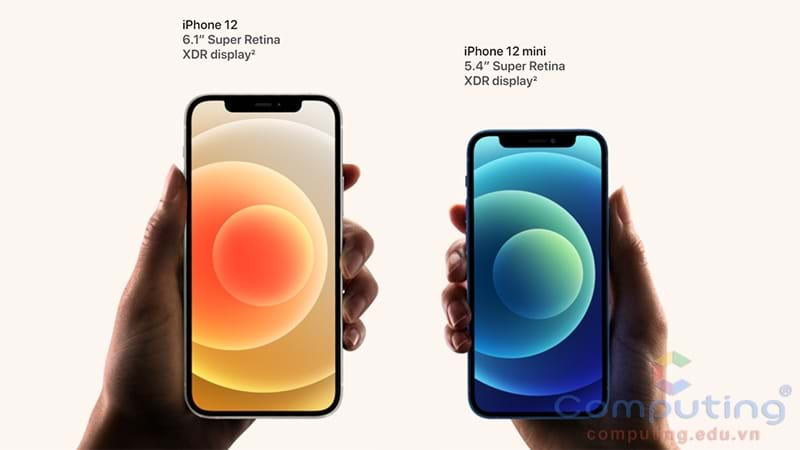 iPhone 12
6.1″ Super Retina
XDR display²
iPhone 12 mini
5.4″ Super Retina
XDR display²
Computing®
computing.edu.vn